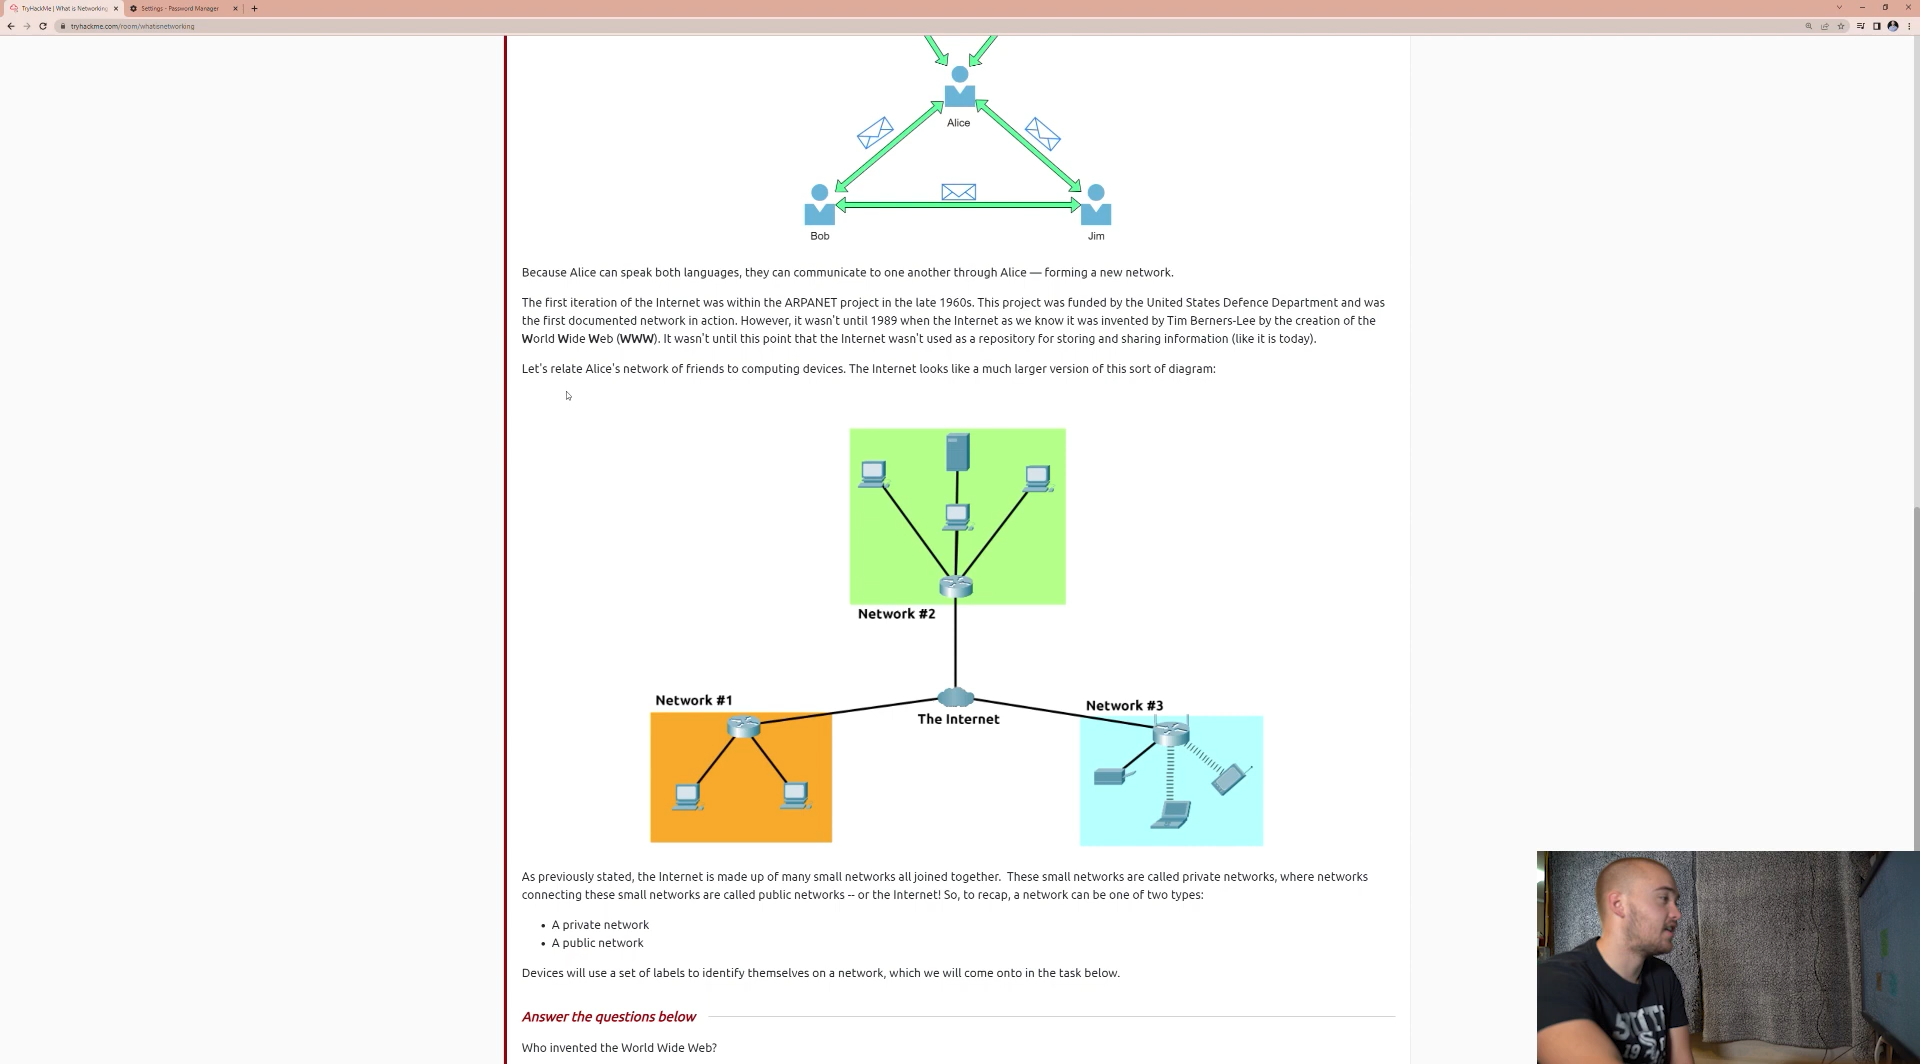 TryHackMe | What is Networking
Settings - Password Manager
tryhackme.com/room/whatisnetworking
Alice
Bob
Jim
Because Alice can speak both languages, they can communicate to one another through Alice — forming a new network.
The first iteration of the Internet was within the ARPANET project in the late 1960s. This project was funded by the United States Defence Department and was
the first documented network in action. However, it wasn't until 1989 when the Internet as we know it was invented by Tim Berners-Lee by the creation of the
World Wide Web (WWW). It wasn't until this point that the Internet wasn't used as a repository for storing and sharing information (like it is today).
Let's relate Alice's network of friends to computing devices. The Internet looks like a much larger version of this sort of diagram:
Network #2
Network #1
The Internet
Network #3
As previously stated, the Internet is made up of many small networks all joined together.  These small networks are called private networks, where networks
connecting these small networks are called public networks -- or the Internet! So, to recap, a network can be one of two types:
• A private network
• A public network
Devices will use a set of labels to identify themselves on a network, which we will come onto in the task below.
Answer the questions below
Who invented the World Wide Web?